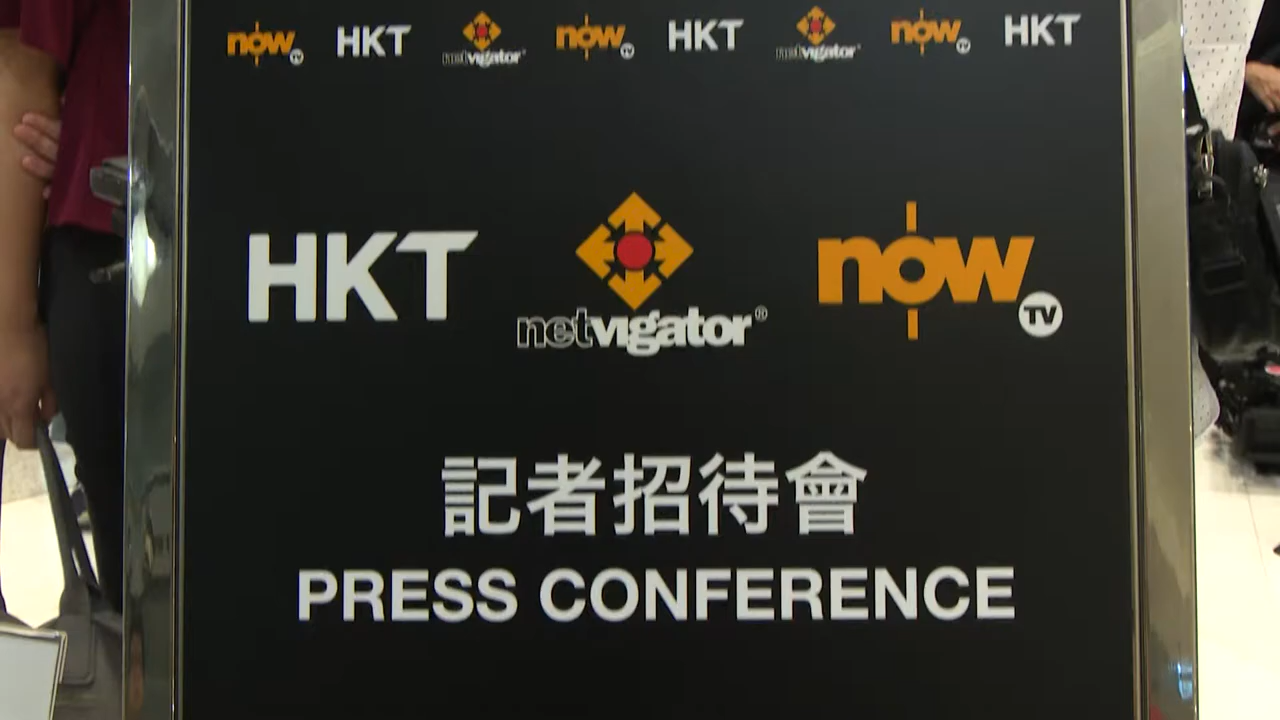 now TV HKT netvigator now TV HKT netvigator now TV HKT
HKT netvigator® now TV
記者招待會
PRESS CONFERENCE